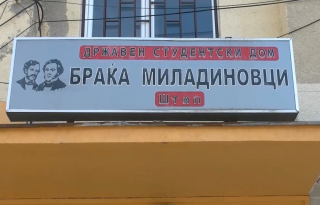 ДРЖАВЕН СТУДЕНТСКИ ДОМ
БРАЌА МИЛАДИНОВЦИ
Штип